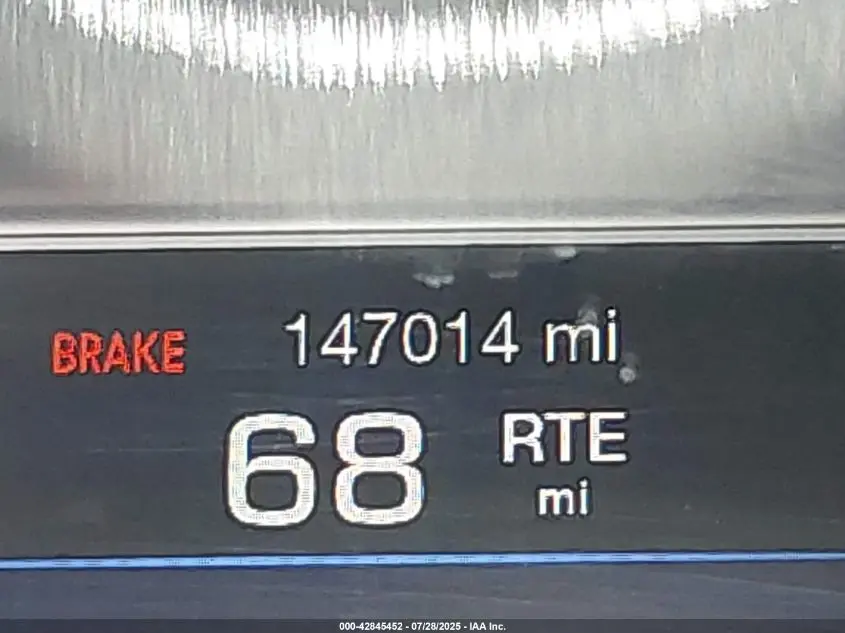 BRAKE 147014 mi
68 RTE
mi
000-42845452 - 07/28/2025 - IAA Inc.